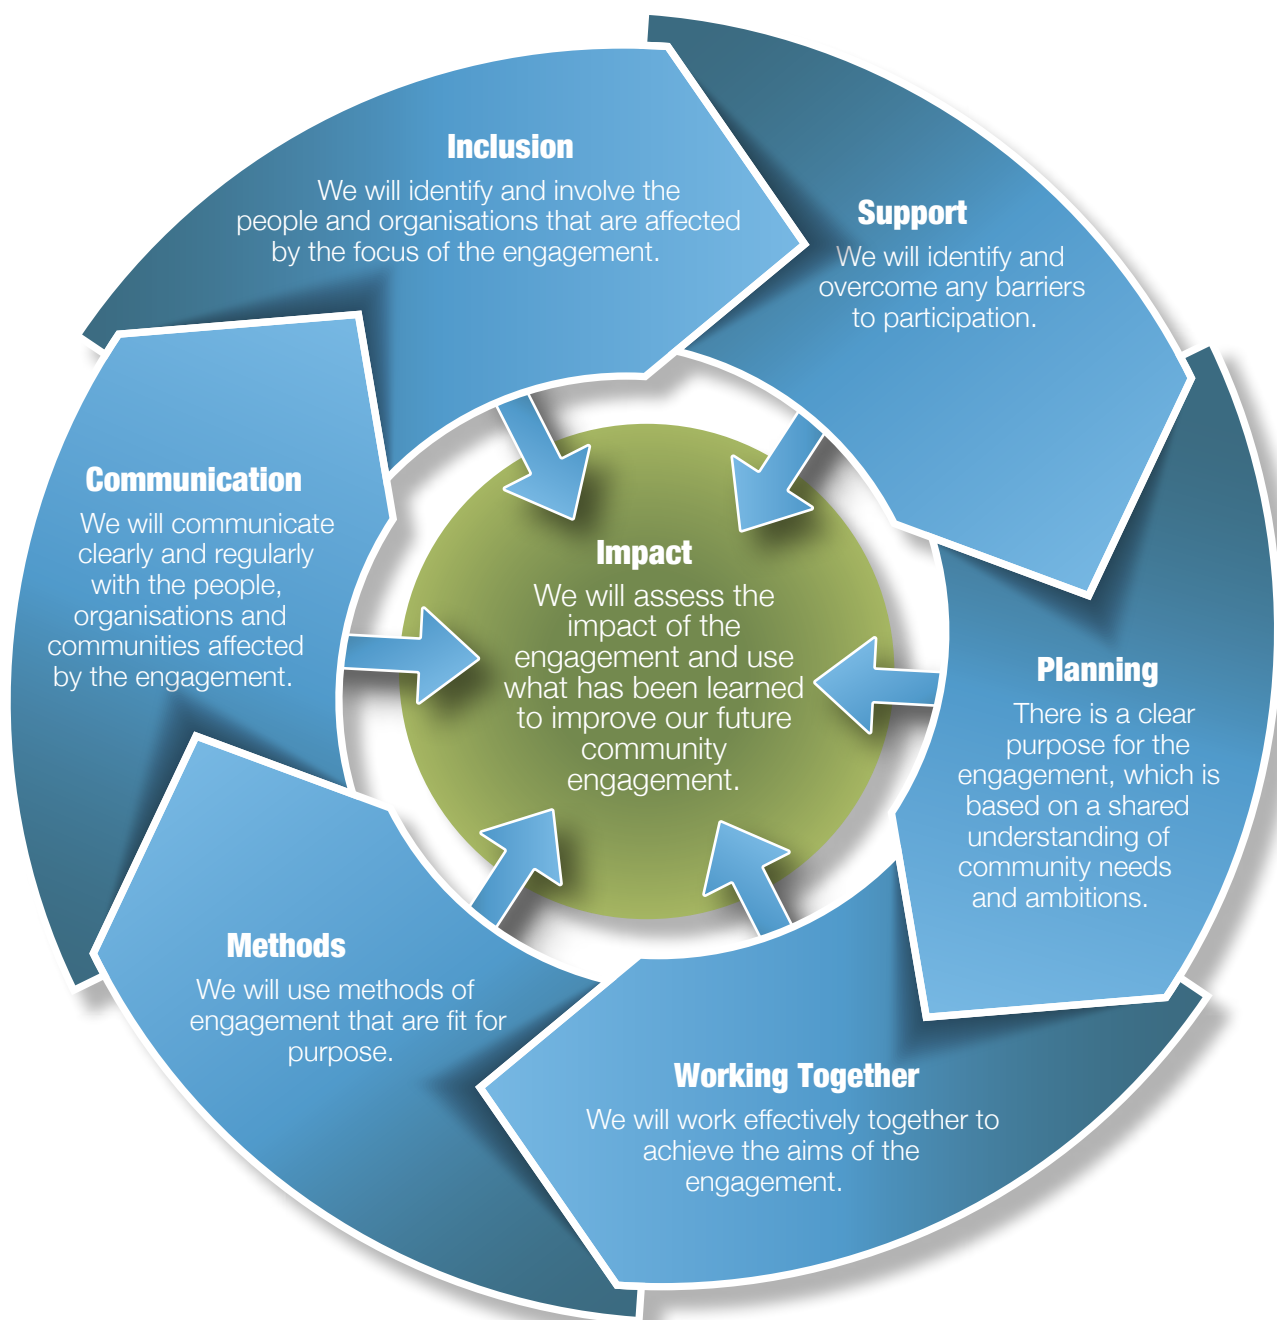 Inclusion
We will identify and involve the
people and organisations that are affected
by the focus of the engagement.
Support
We will identify and
overcome any barriers
to participation.
Planning
There is a clear
purpose for the
engagement, which is
based on a shared
understanding of
community needs
and ambitions.
Working Together
We will work effectively together to
achieve the aims of the
engagement.
Methods
We will use methods of
engagement that are fit for
purpose.
Communication
We will communicate
clearly and regularly
with the people,
organisations and
communities affected
by the engagement.
Impact
We will assess the
impact of the
engagement and use
what has been learned
to improve our future
community
engagement.